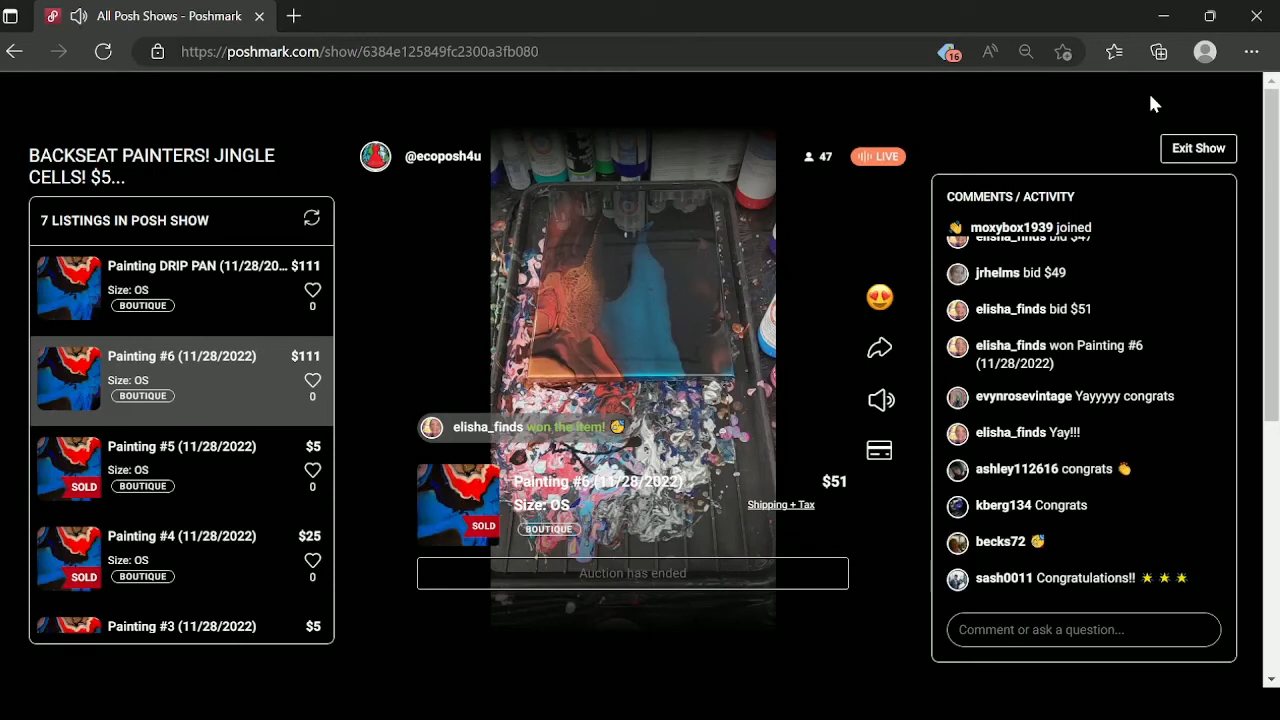 All Posh Shows - Poshmark
https://poshmark.com/show/6384e125849fc2300a3fb080
16
BACKSEAT PAINTERS! JINGLE
CELLS! $5...
7 LISTINGS IN POSH SHOW
Painting DRIP PAN (11/28/20... $111
Size: OS
BOUTIQUE
0
Painting #6 (11/28/2022) $111
Size: OS
BOUTIQUE
0
Painting #5 (11/28/2022) $5
Size: OS
SOLD
BOUTIQUE
0
Painting #4 (11/28/2022) $25
Size: OS
SOLD
BOUTIQUE
0
Painting #3 (11/28/2022) $5
@ecoposh4u
47
LIVE
elisha_finds won the item! 🥳
Painting #6 (11/28/2022) $51
Size: OS
Shipping + Tax
SOLD
BOUTIQUE
Auction has ended
Exit Show
COMMENTS / ACTIVITY
👋 moxybox1939 joined
elisha_finds bid $47
jrhelms bid $49
elisha_finds bid $51
elisha_finds won Painting #6
(11/28/2022)
evynrosevintage Yayyyyy congrats
elisha_finds Yay!!!
ashley112616 congrats 👏
kberg134 Congrats
becks72 🥳
sash0011 Congratulations!! ⭐ ⭐ ⭐
Comment or ask a question...